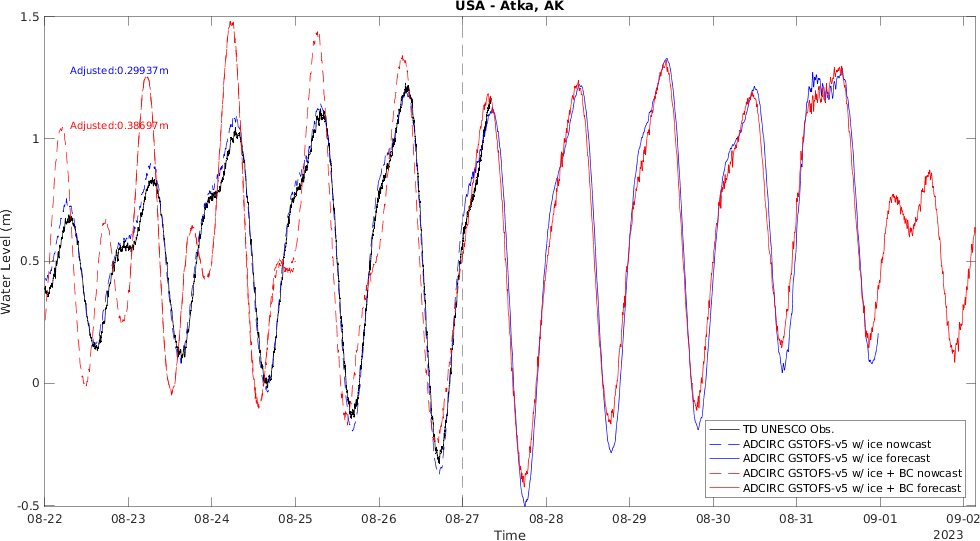 USA - Atka, AK
1.5
1
0.5
0
-0.5
Water Level (m)
Adjusted:0.29937m
Adjusted:0.38697m
TD UNESCO Obs.
ADCIRC GSTOFS-v5 w/ ice nowcast
ADCIRC GSTOFS-v5 w/ ice forecast
ADCIRC GSTOFS-v5 w/ ice + BC nowcast
ADCIRC GSTOFS-v5 w/ ice + BC forecast
08-22 08-23 08-24 08-25 08-26 08-27 08-28 08-29 08-30 08-31 09-01 09-02
Time
2023